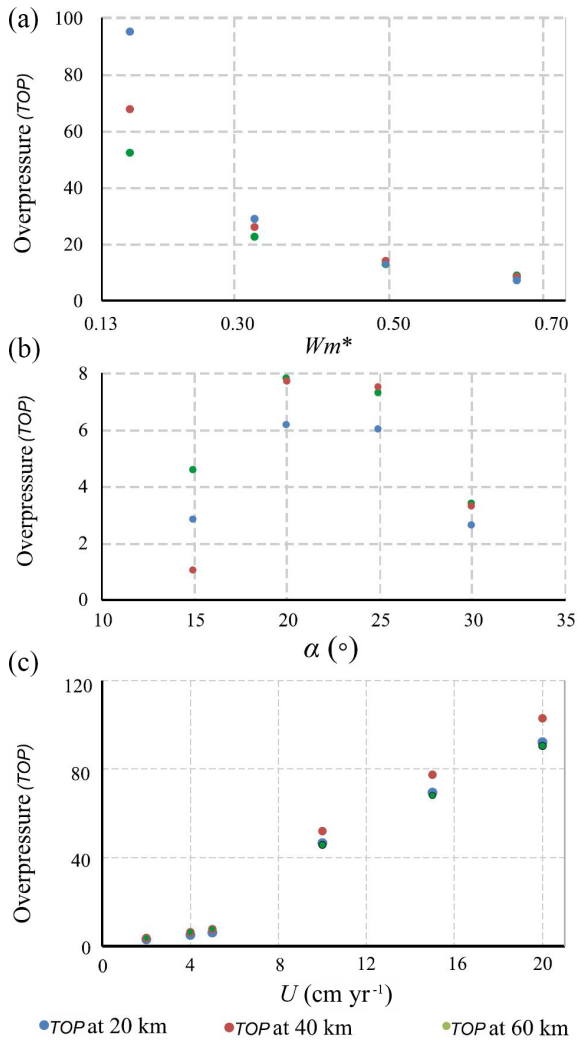 (a)
Overpressure (TOP)
100
80
60
40
20
0
0.13 0.30 0.50 0.70
Wm*
(b)
Overpressure (TOP)
8
6
4
2
0
10 15 20 25 30 35
α (°)
(c)
Overpressure (TOP)
120
80
40
0
0 4 8 12 16 20
U (cm yr⁻¹)
TOP at 20 km TOP at 40 km TOP at 60 km